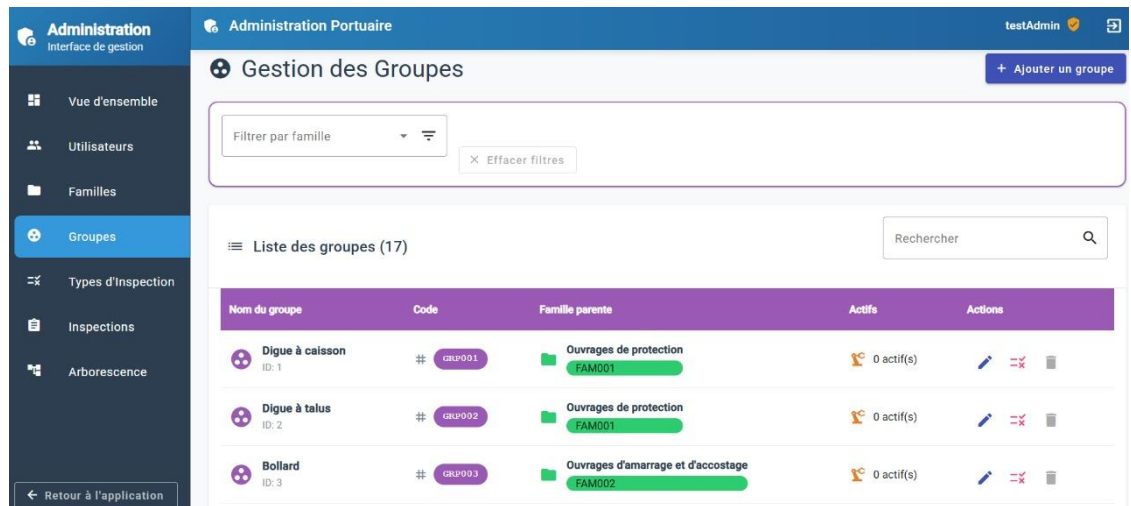 Administration
Interface de gestion
Administration Portuaire
testAdmin
Gestion des Groupes
+ Ajouter un groupe
Vue d'ensemble
Utilisateurs
Familles
Groupes
Types d'Inspection
Inspections
Arborescence
← Retour à l'application
Filtrer par famille
× Effacer filtres
Liste des groupes (17)
Rechercher
Nom du groupe Code Famille parente Actifs Actions
Digue à caisson
ID: 1
# GRP001
Ouvrages de protection
FAM001
0 actif(s)
Digue à talus
ID: 2
# GRP002
Ouvrages de protection
FAM001
0 actif(s)
Bollard
ID: 3
# GRP003
Ouvrages d'amarrage et d'accostage
FAM002
0 actif(s)